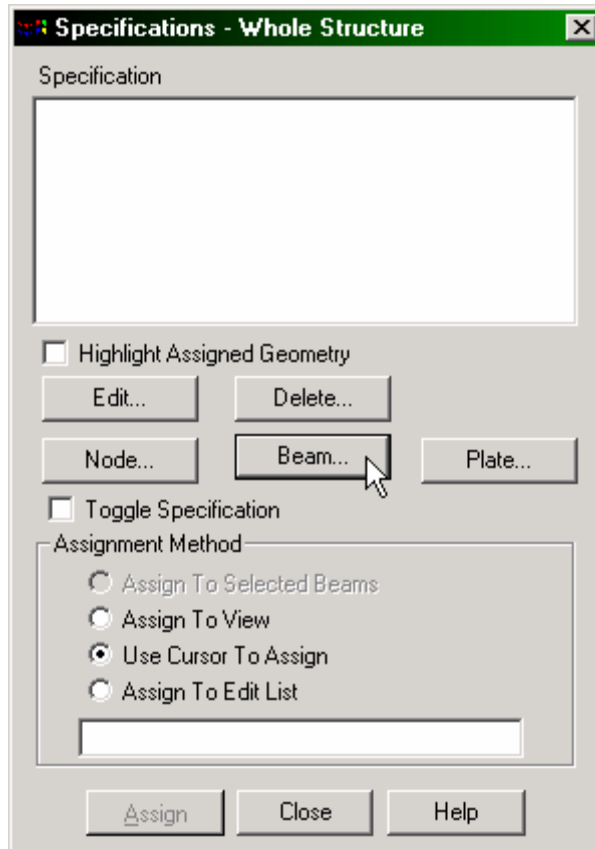 Specifications - Whole Structure
Specification
Highlight Assigned Geometry
Edit... Delete...
Node... Beam... Plate...
Toggle Specification
Assignment Method
Assign To Selected Beams
Assign To View
Use Cursor To Assign
Assign To Edit List
Assign Close Help